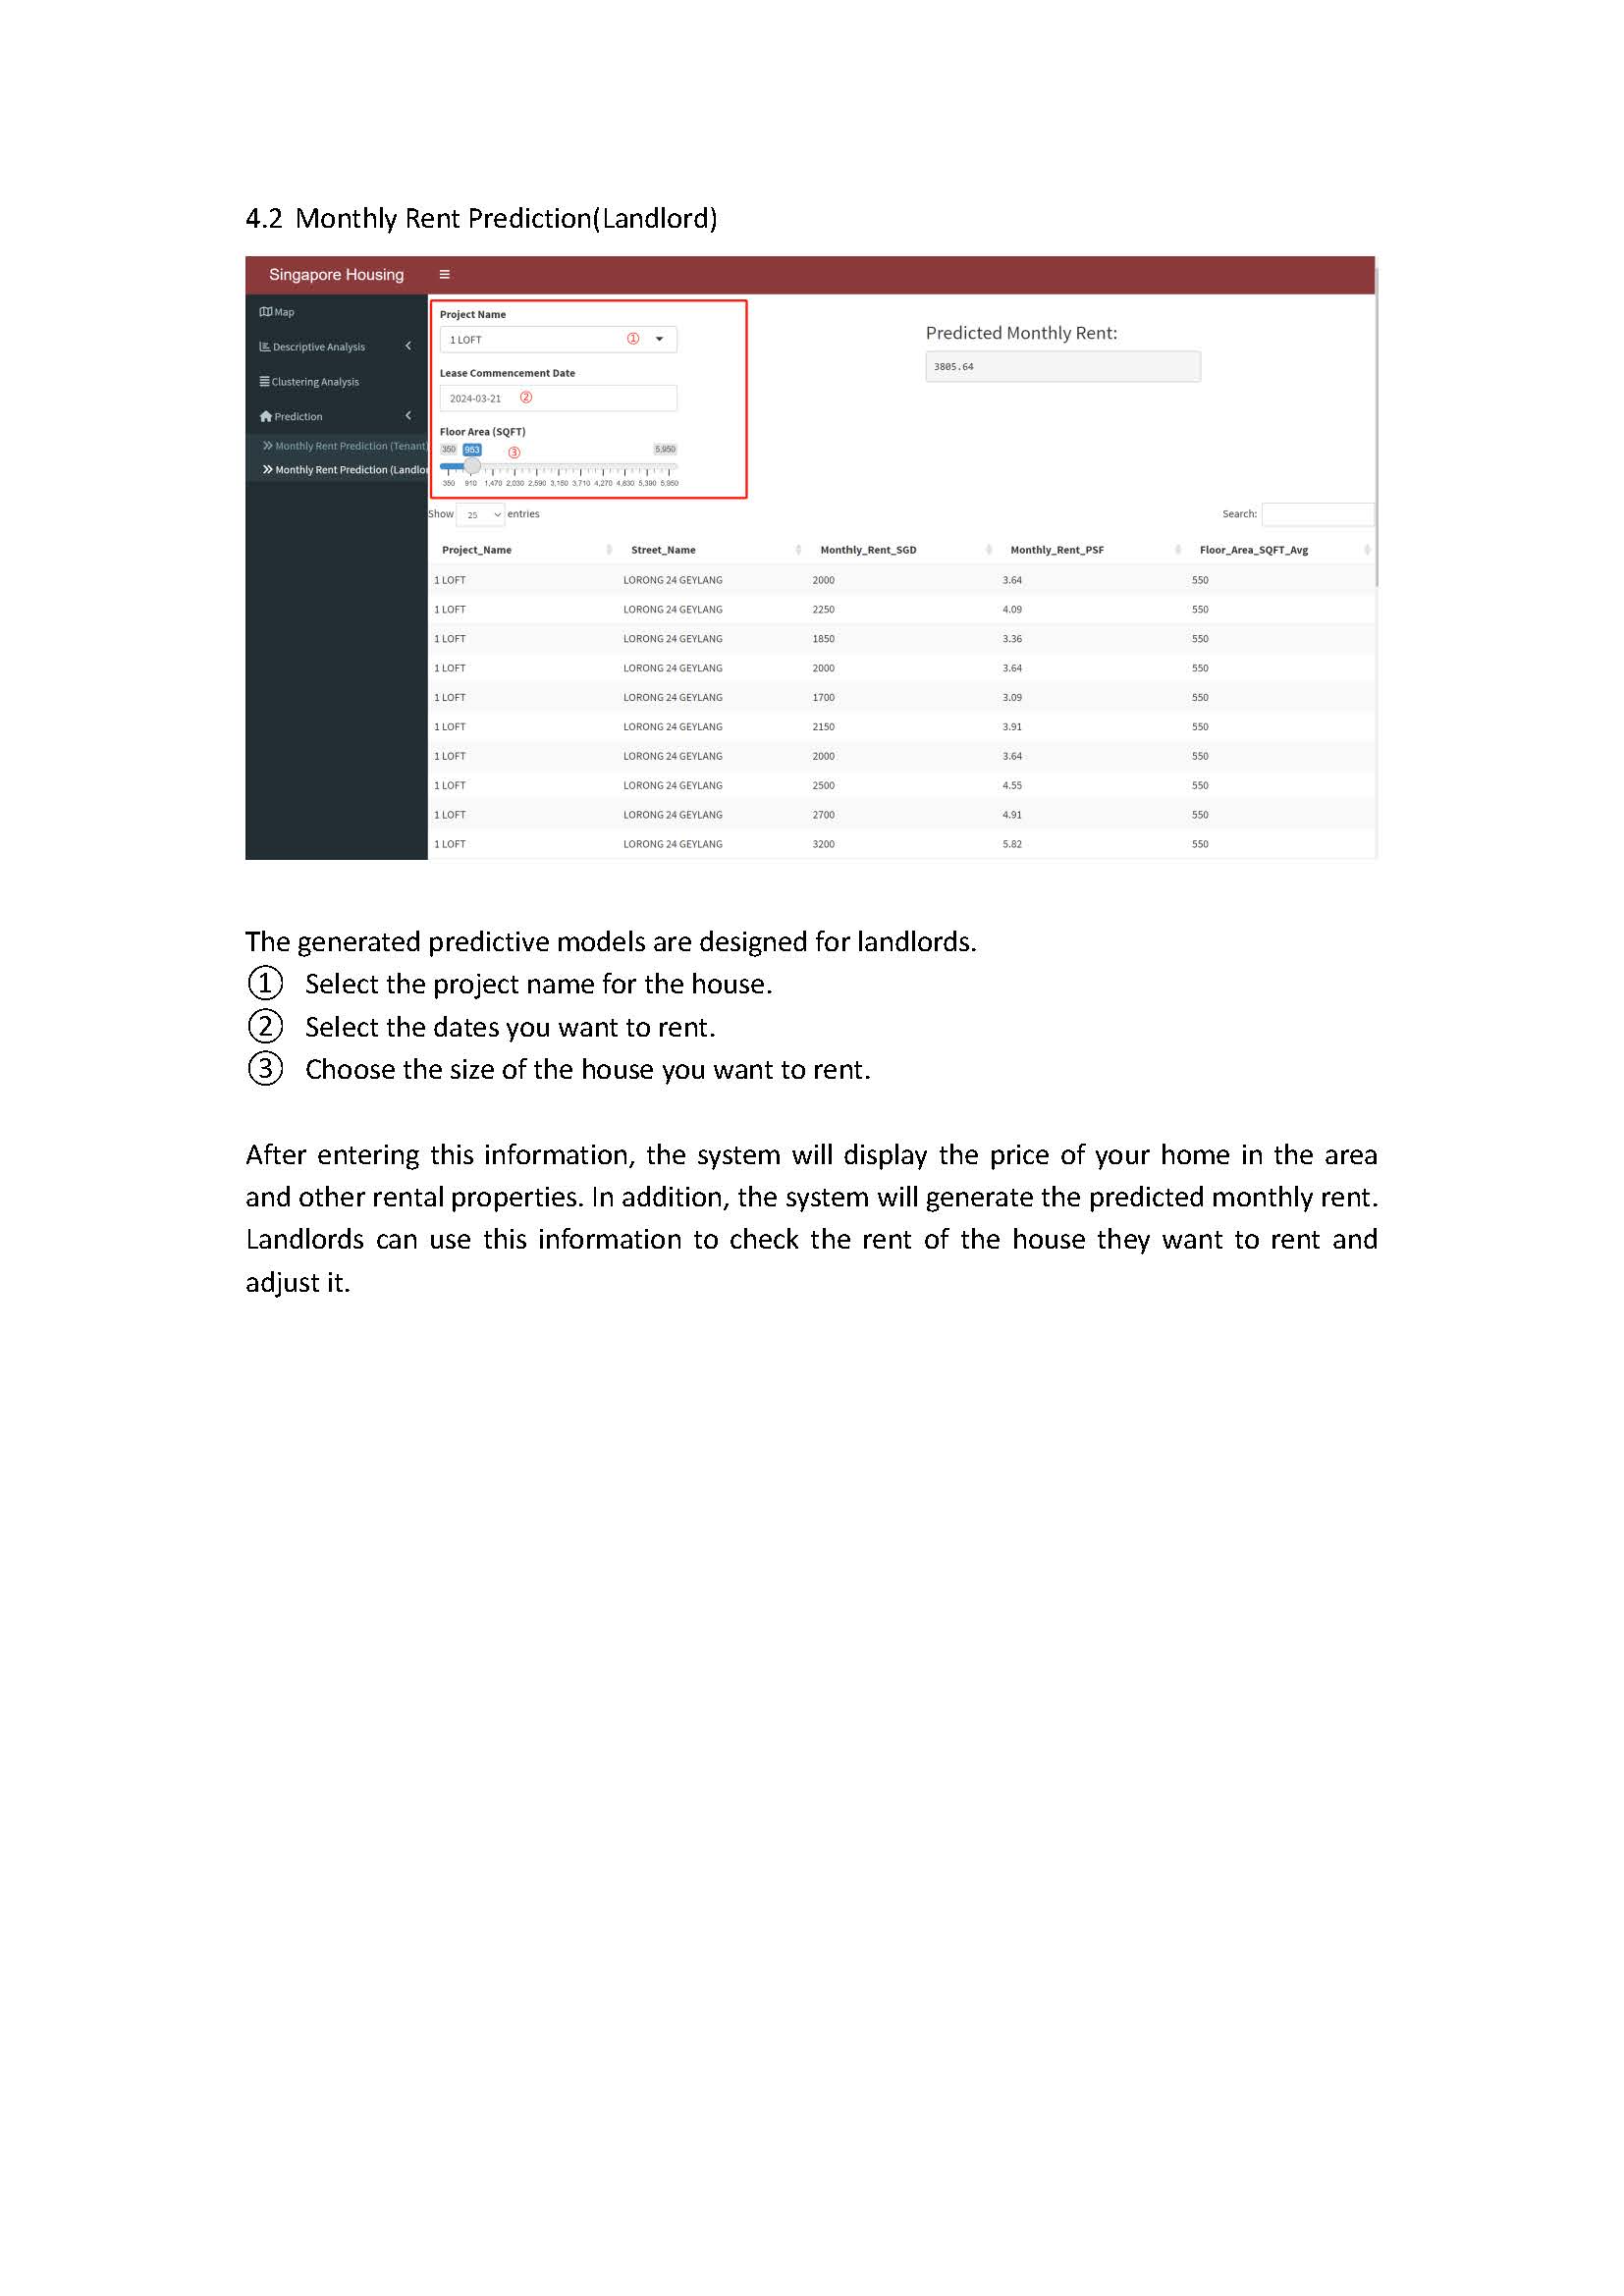 4.2 Monthly Rent Prediction(Landlord)
Singapore Housing
Map
Descriptive Analysis
Clustering Analysis
Prediction
Monthly Rent Prediction (Tenant)
Monthly Rent Prediction (Landlor
Project Name
1 LOFT ①
Lease Commencement Date
2024-03-21 ②
Floor Area (SQFT)
350 953 ③ 5,950
350 910 1,470 2,030 2,590 3,150 3,710 4,270 4,830 5,390 5,950
Predicted Monthly Rent:
3805.64
Show 25 entries Search:
Project_Name Street_Name Monthly_Rent_SGD Monthly_Rent_PSF Floor_Area_SQFT_Avg
1 LOFT LORONG 24 GEYLANG 2000 3.64 550
1 LOFT LORONG 24 GEYLANG 2250 4.09 550
1 LOFT LORONG 24 GEYLANG 1850 3.36 550
1 LOFT LORONG 24 GEYLANG 2000 3.64 550
1 LOFT LORONG 24 GEYLANG 1700 3.09 550
1 LOFT LORONG 24 GEYLANG 2150 3.91 550
1 LOFT LORONG 24 GEYLANG 2000 3.64 550
1 LOFT LORONG 24 GEYLANG 2500 4.55 550
1 LOFT LORONG 24 GEYLANG 2700 4.91 550
1 LOFT LORONG 24 GEYLANG 3200 5.82 550
The generated predictive models are designed for landlords.
① Select the project name for the house.
② Select the dates you want to rent.
③ Choose the size of the house you want to rent.
After entering this information, the system will display the price of your home in the area
and other rental properties. In addition, the system will generate the predicted monthly rent.
Landlords can use this information to check the rent of the house they want to rent and
adjust it.